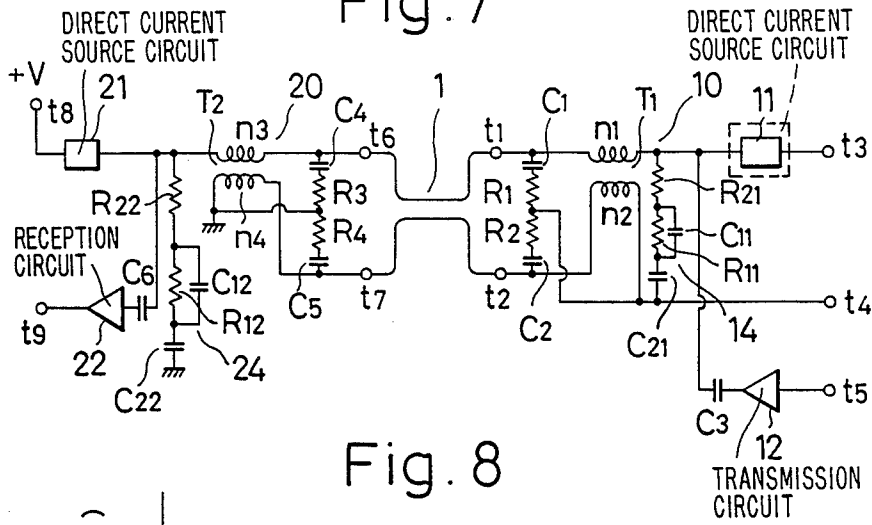 Fig. 7
DIRECT CURRENT
SOURCE CIRCUIT
DIRECT CURRENT
SOURCE CIRCUIT
+V
t8
21
T2
n3
20
C4
t6
1
t1
C1
n1
T1
10
11
t3
R22
n4
R3
R4
R1
R2
n2
R21
C11
R11
RECEPTION
CIRCUIT
C6
C12
R12
C5
t7
t2
C2
C21
14
t4
t9
22
C22
24
C3
12
t5
TRANSMISSION
CIRCUIT
Fig. 8